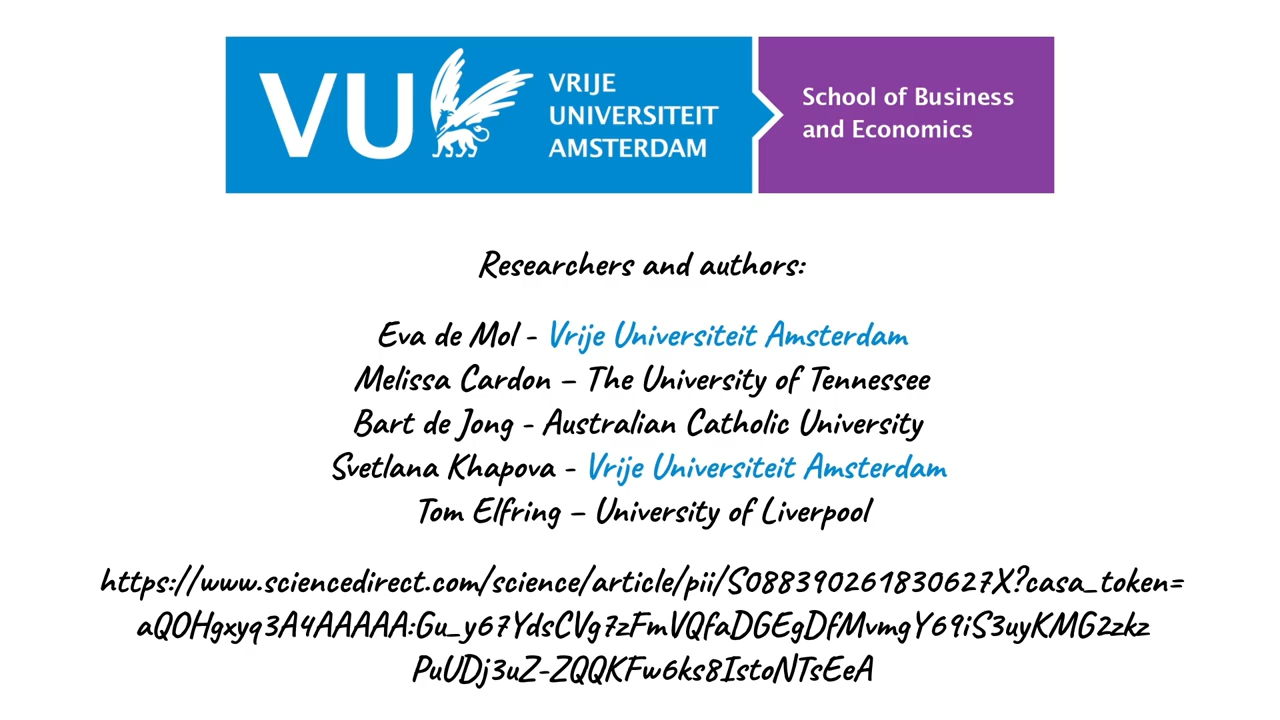 VU
VRIJE
UNIVERSITEIT
AMSTERDAM
School of Business
and Economics
Researchers and authors:
Eva de Mol - Vrije Universiteit Amsterdam
Melissa Cardon – The University of Tennessee
Bart de Jong - Australian Catholic University
Svetlana Khapova - Vrije Universiteit Amsterdam
Tom Elfring – University of Liverpool
https://www.sciencedirect.com/science/article/pii/S088390261830627X?casa_token=
aQOHgxyq3A4AAAAA:Gu_y67YdsCVg7zFmVQfaDGEgDfMvmgY69iS3uyKMG2zkz
PuUDj3uZ-ZQQKFw6ks8IstoNTsEeA